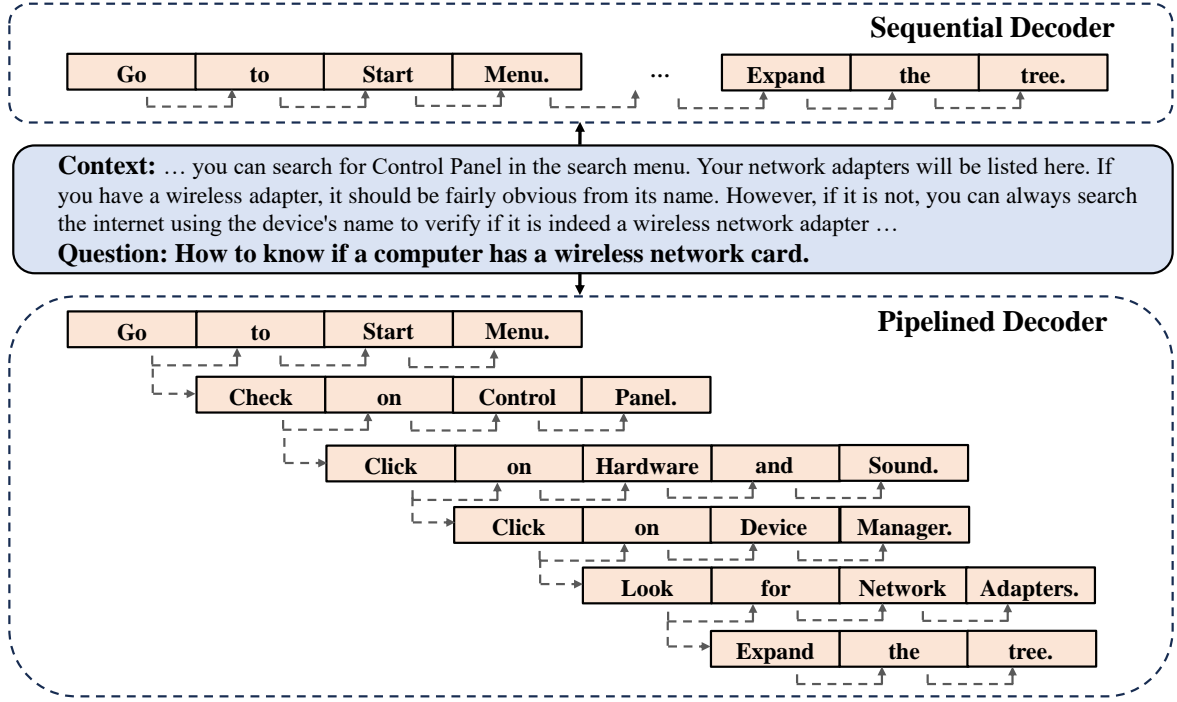 Sequential Decoder
Go to Start Menu. ... Expand the tree.
Context: … you can search for Control Panel in the search menu. Your network adapters will be listed here. If
you have a wireless adapter, it should be fairly obvious from its name. However, if it is not, you can always search
the internet using the device's name to verify if it is indeed a wireless network adapter …
Question: How to know if a computer has a wireless network card.
Pipelined Decoder
Go to Start Menu.
Check on Control Panel.
Click on Hardware and Sound.
Click on Device Manager.
Look for Network Adapters.
Expand the tree.